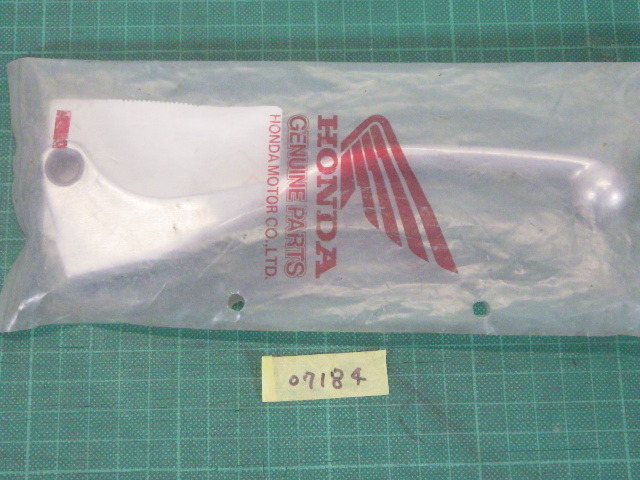 HONDA
GENUINE PARTS
HONDA MOTOR CO.,LTD.
07184